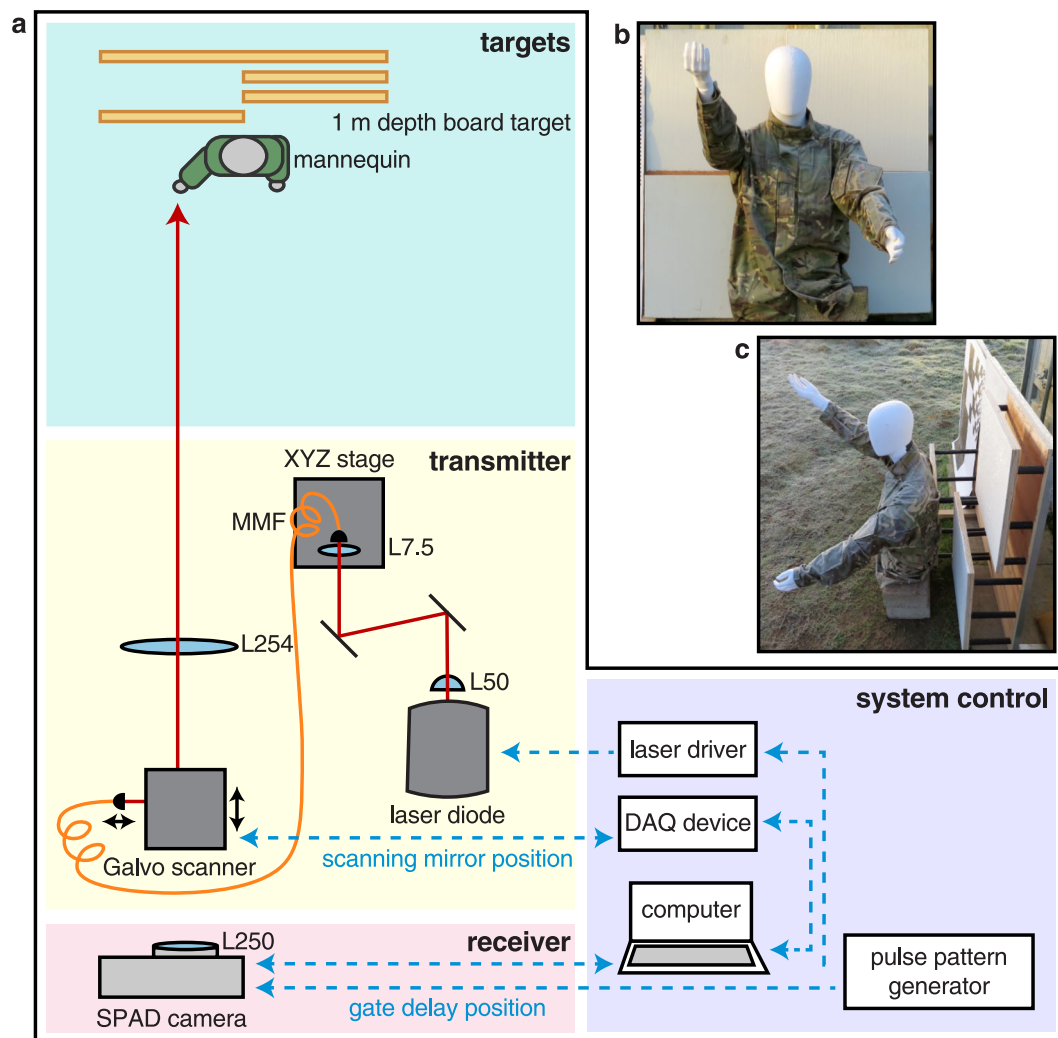 a
targets
1 m depth board target
mannequin
b
c
XYZ stage
transmitter
MMF
L7.5
L254
L50
laser diode
Galvo scanner
scanning mirror position
system control
laser driver
DAQ device
computer
pulse pattern
generator
receiver
L250
gate delay position
SPAD camera